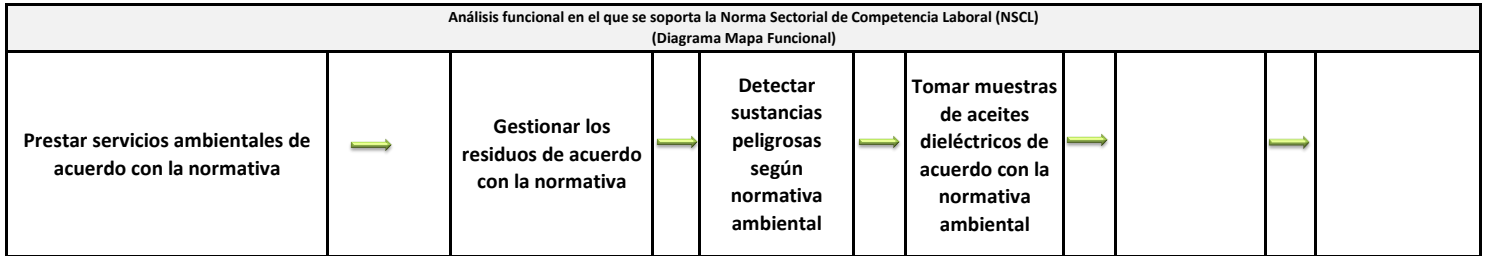 Análisis funcional en el que se soporta la Norma Sectorial de Competencia Laboral (NSCL)
(Diagrama Mapa Funcional)
Prestar servicios ambientales de
acuerdo con la normativa
Gestionar los
residuos de acuerdo
con la normativa
Detectar
sustancias
peligrosas
según
normativa
ambiental
Tomar muestras
de aceites
dieléctricos de
acuerdo con la
normativa
ambiental